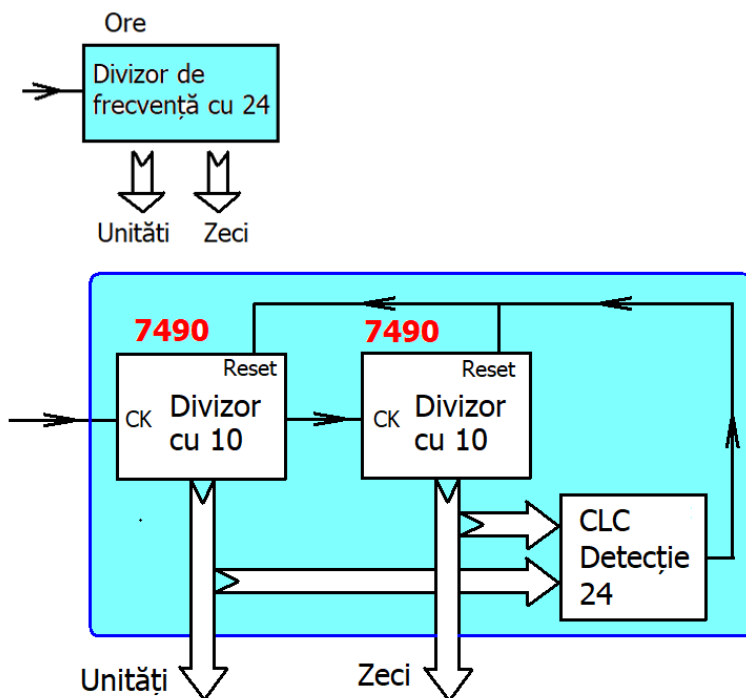 Ore
Divizor de
frecvență cu 24
Unităti Zeci
7490 7490
Reset Reset
CK Divizor CK Divizor
cu 10 cu 10
CLC
Detecție
24
Unități Zeci